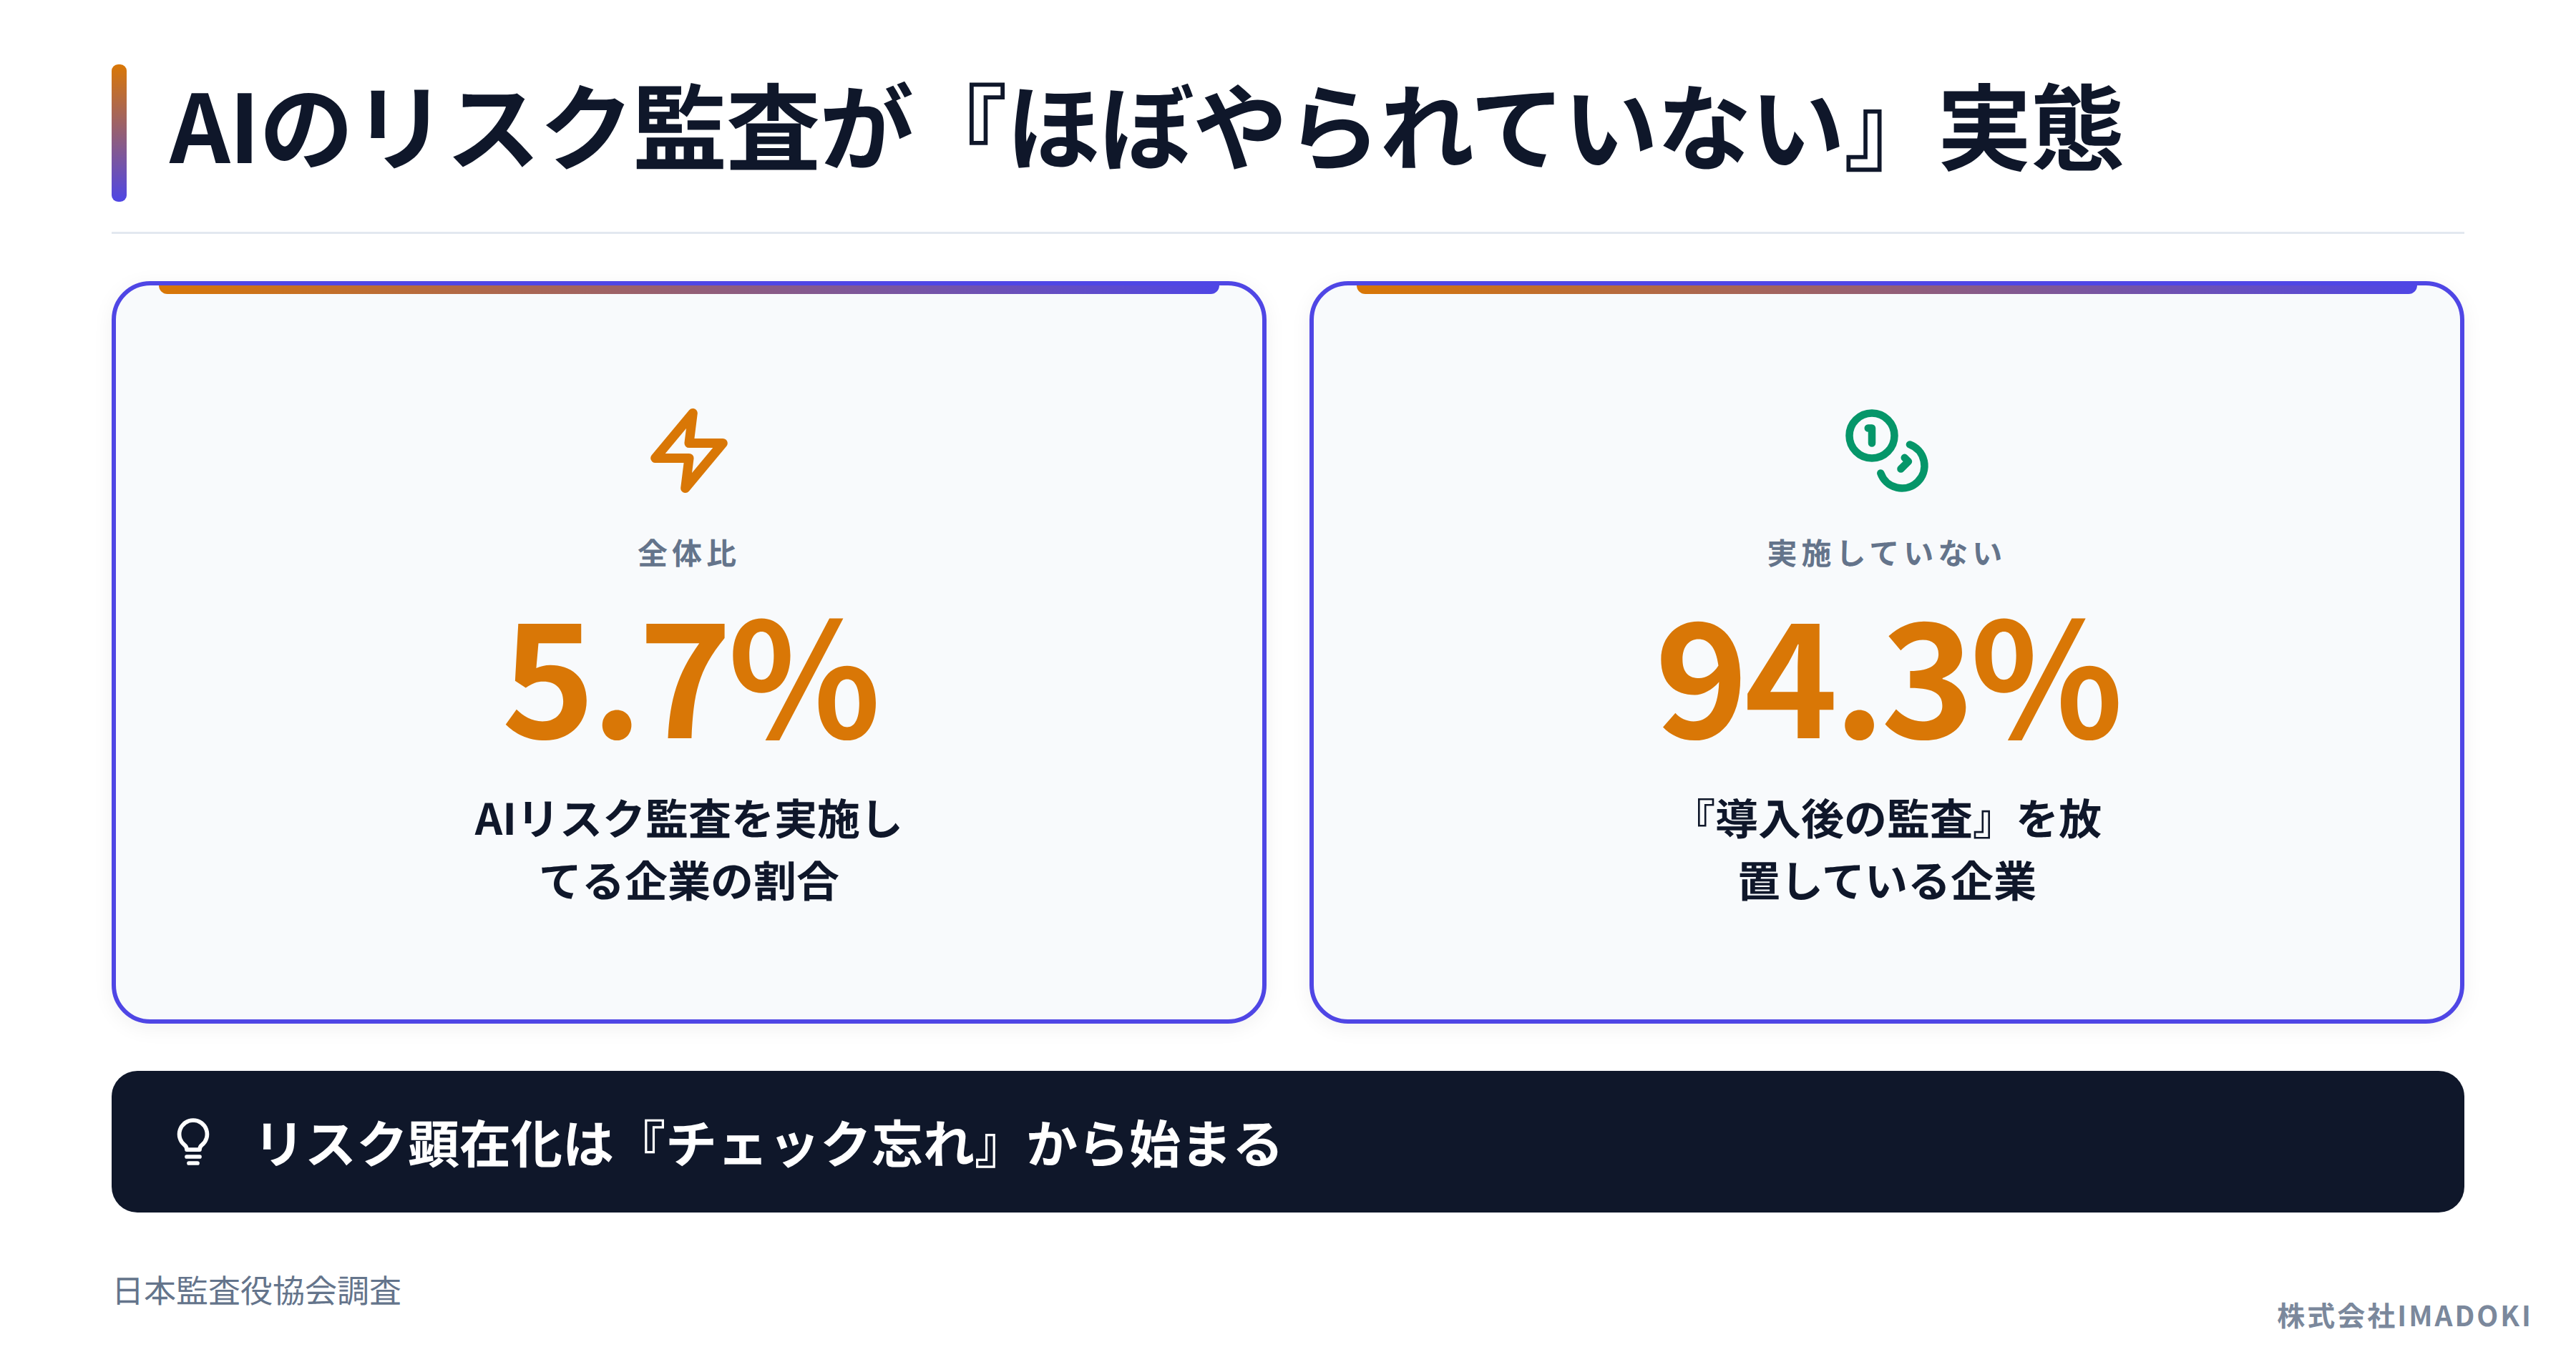 AIのリスク監査が『ほぼやられていない』実態
全体比
5.7%
AIリスク監査を実施し
てる企業の割合
実施していない
94.3%
『導入後の監査』を放
置している企業
リスク顕在化は『チェック忘れ』から始まる
日本監査役協会調査
株式会社IMADOKI